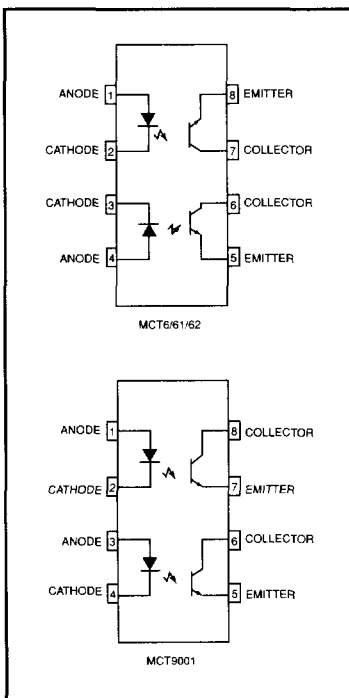 ANODE 1 8 EMITTER
CATHODE 2 7 COLLECTOR
CATHODE 3 6 COLLECTOR
ANODE 4 5 EMITTER
MCT6/61/62
ANODE 1 8 COLLECTOR
CATHODE 2 7 EMITTER
ANODE 3 6 COLLECTOR
CATHODE 4 5 EMITTER
MCT9001